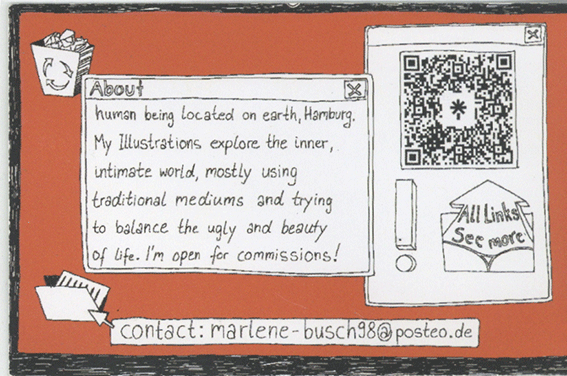 About
human being located on earth, Hamburg.
My Illustrations explore the inner,
intimate world, mostly using
traditional mediums and trying
to balance the ugly and beauty
of life. I'm open for commissions!
All Links
See more
contact: marlene-busch98@posteo.de